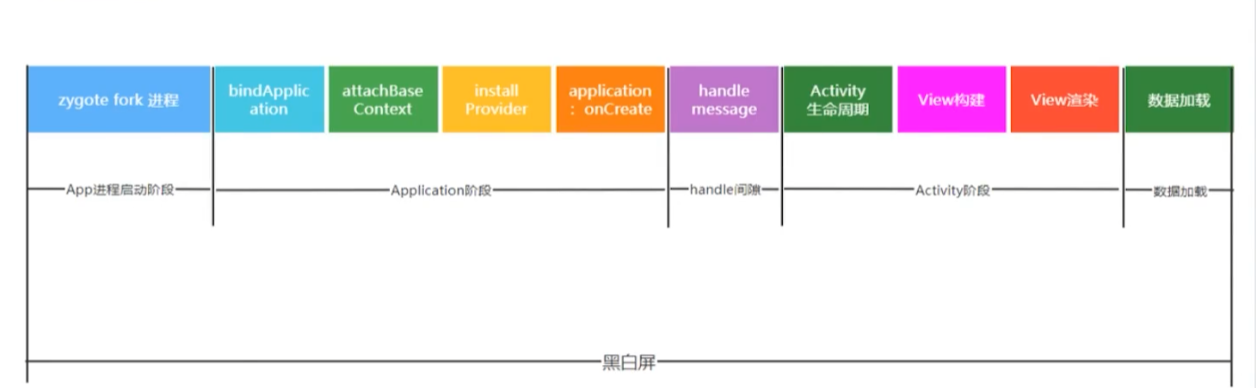 zygote fork 进程
bindApplic
ation
attachBase
Context
install
Provider
application
：onCreate
handle
message
Activity
生命周期
View构建
View渲染
数据加载
App进程启动阶段
Application阶段
handle间隙
Activity阶段
数据加载
黑白屏